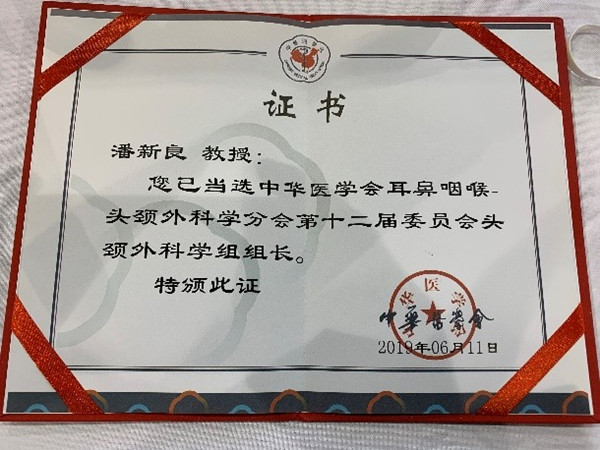 证书
潘新良 教授：
您已当选中华医学会耳鼻咽喉-
头颈外科学分会第十二届委员会头
颈外科学组组长。
特颁此证
中华医学会
2019年06月11日